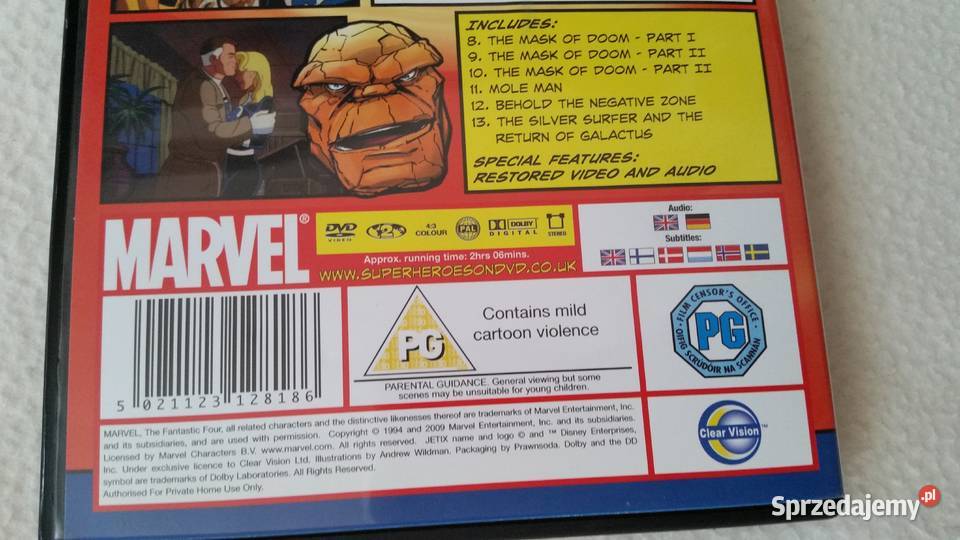 INCLUDES:
8. THE MASK OF DOOM - PART I
9. THE MASK OF DOOM - PART II
10. THE MASK OF DOOM - PART II
11. MOLE MAN
12. BEHOLD THE NEGATIVE ZONE
13. THE SILVER SURFER AND THE
RETURN OF GALACTUS
SPECIAL FEATURES:
RESTORED VIDEO AND AUDIO
MARVEL®
DVD
VIDEO
2
4:3
COLOUR
PAL
DOLBY
DIGITAL
STEREO
Approx. running time: 2hrs 06mins.
WWW.SUPERHEROESONDVD.CO.UK
Audio:
Subtitles:
5 021123 128186
PG
Contains mild
cartoon violence
PARENTAL GUIDANCE. General viewing but some
scenes may be unsuitable for young children.
FILM CENSOR'S OFFICE
PG
OIFIG SCRÚDÓIR NA SCANNÁN
MARVEL, The Fantastic Four, all related characters and the distinctive likenesses thereof are trademarks of Marvel Entertainment, Inc.
and its subsidiaries, and are used with permission. Copyright © 1994 and 2009 Marvel Entertainment, Inc. and its subsidiaries.
Licensed by Marvel Characters B.V. www.marvel.com. All rights reserved. JETIX name and logo © and ™ Disney Enterprises,
Inc. Under exclusive licence to Clear Vision Ltd. Illustrations by Andrew Wildman. Packaging by Prawnsoda. Dolby and the DD
symbol are trademarks of Dolby Laboratories. All Rights Reserved.
Authorised For Private Home Use Only.
Clear Vision™
Sprzedajemy.pl